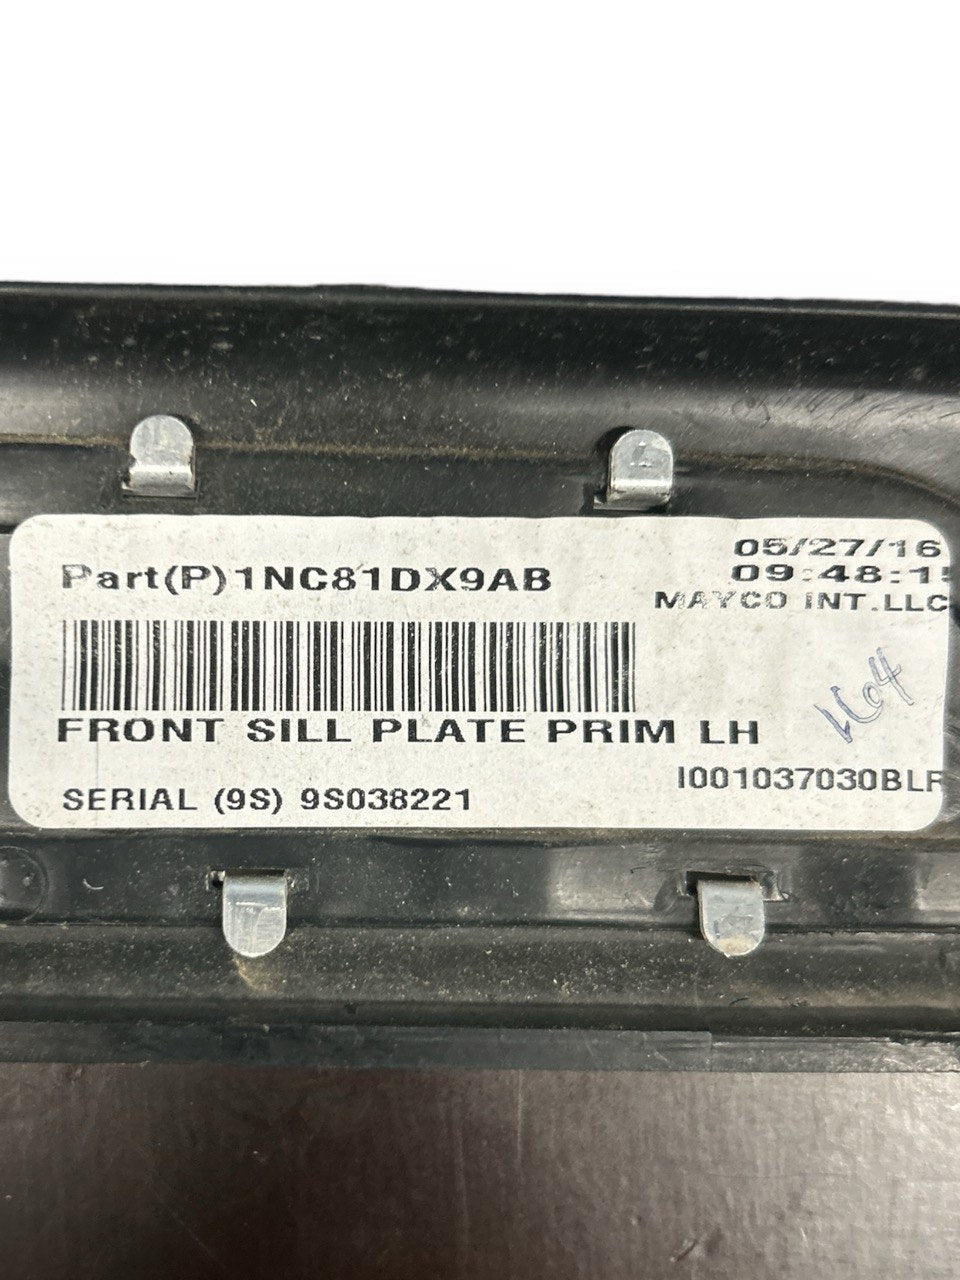 05/27/16
Part(P)1NC81DX9AB
09:48:1
MAYCO INT.LLC
FRONT SILL PLATE PRIM LH
I001037030BLR
SERIAL (9S) 9S038221